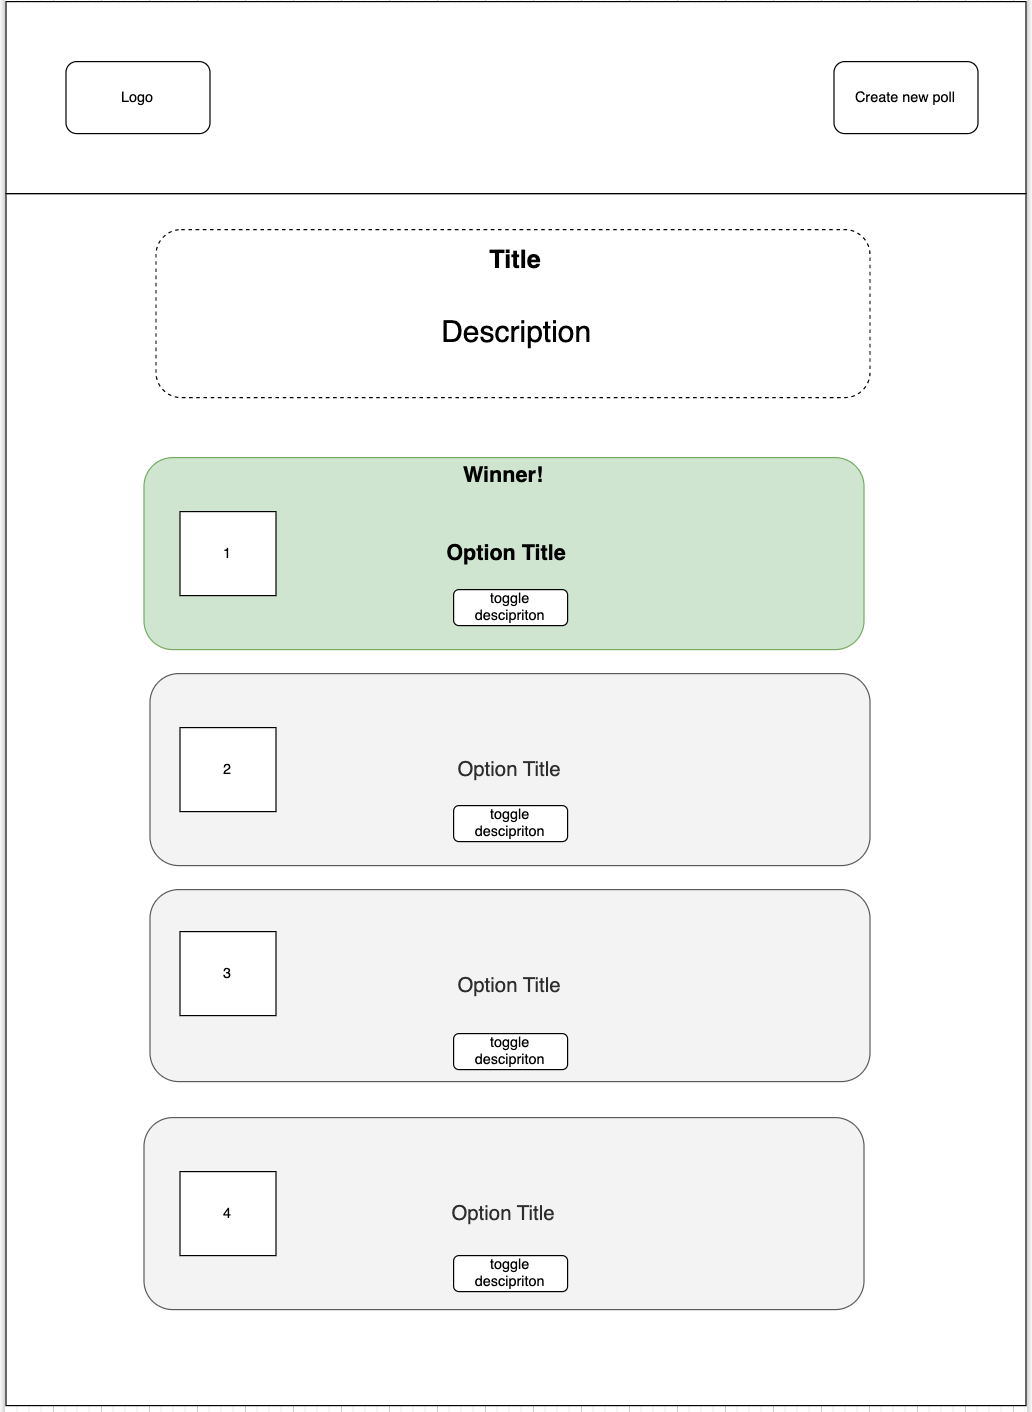 Logo
Create new poll
Title
Description
Winner!
1
Option Title
toggle
descipriton
2
Option Title
toggle
descipriton
3
Option Title
toggle
descipriton
4
Option Title
toggle
descipriton